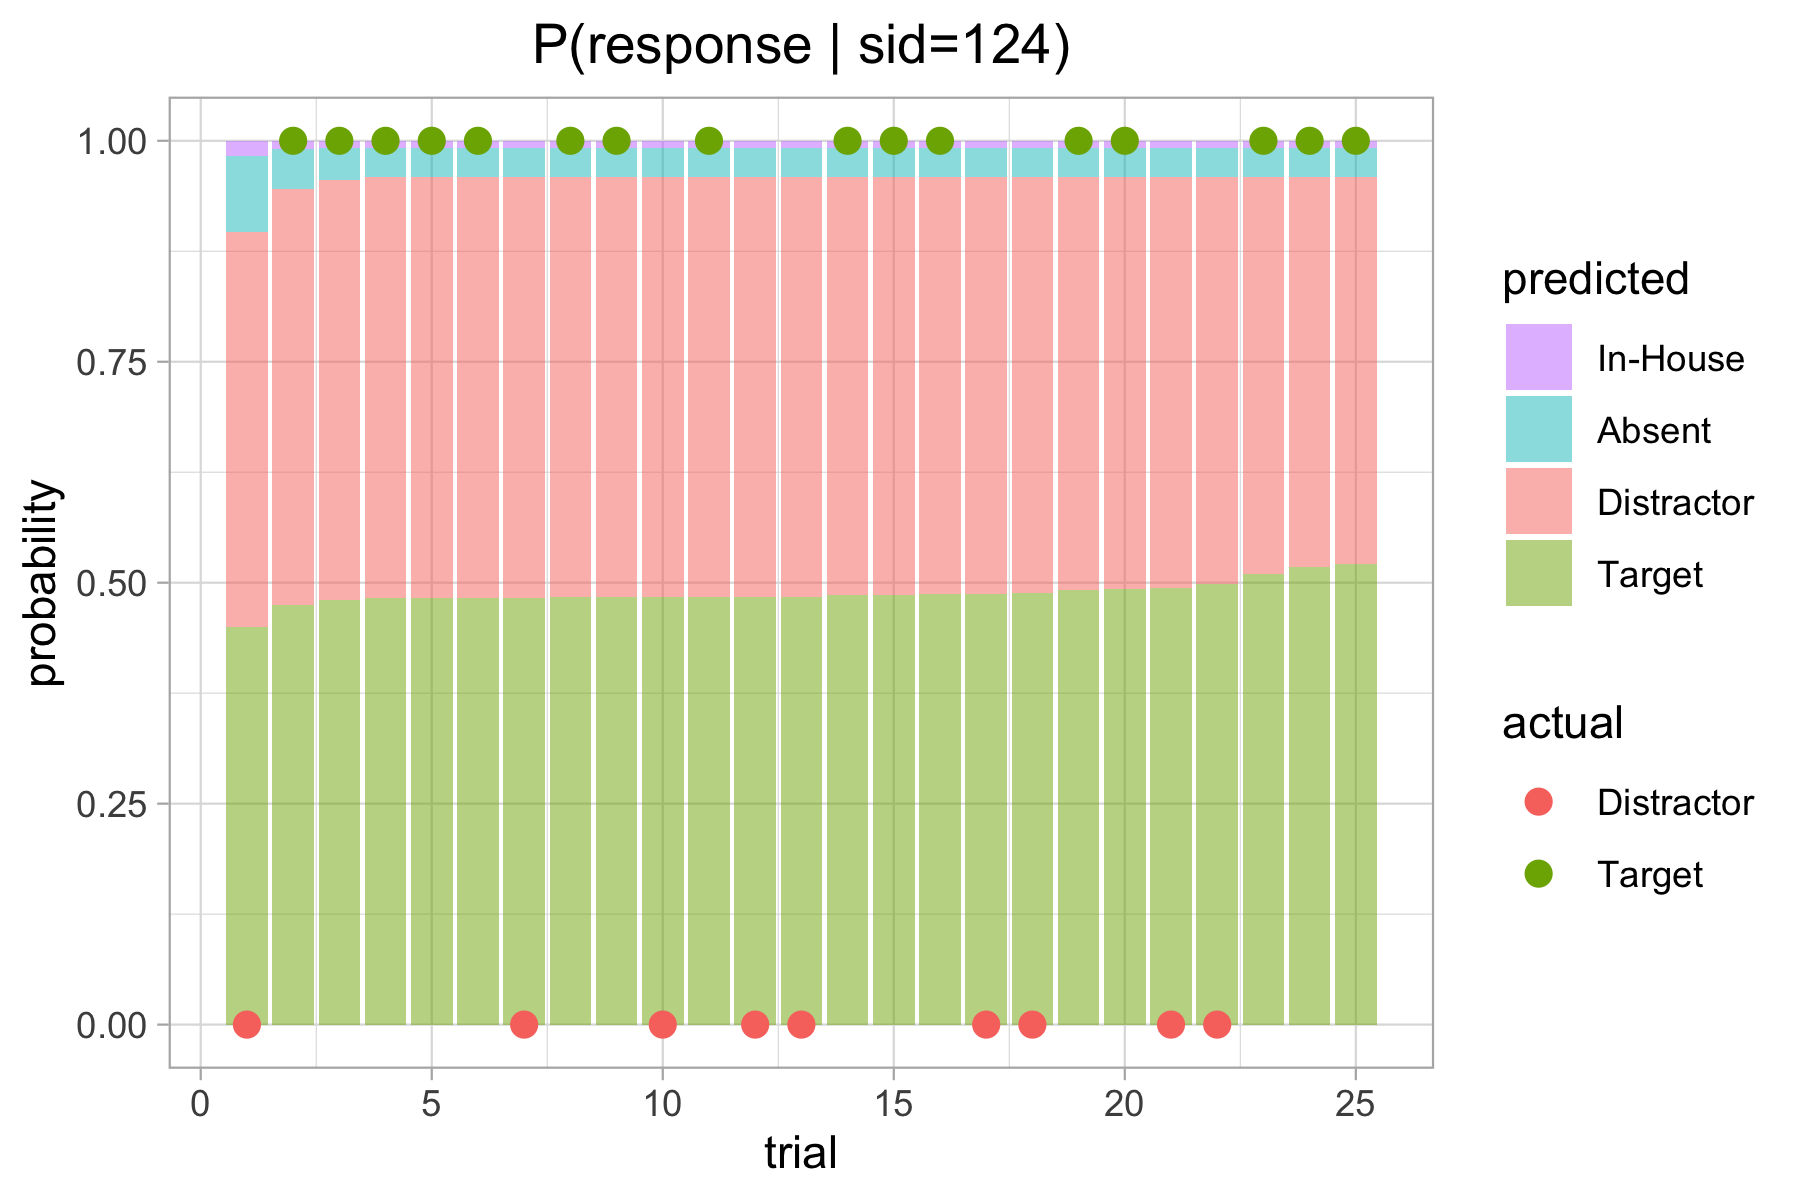 P(response | sid=124)
1.00
0.75
0.50
0.25
0.00
probability
0 5 10 15 20 25
trial
predicted
In-House
Absent
Distractor
Target
actual
Distractor
Target